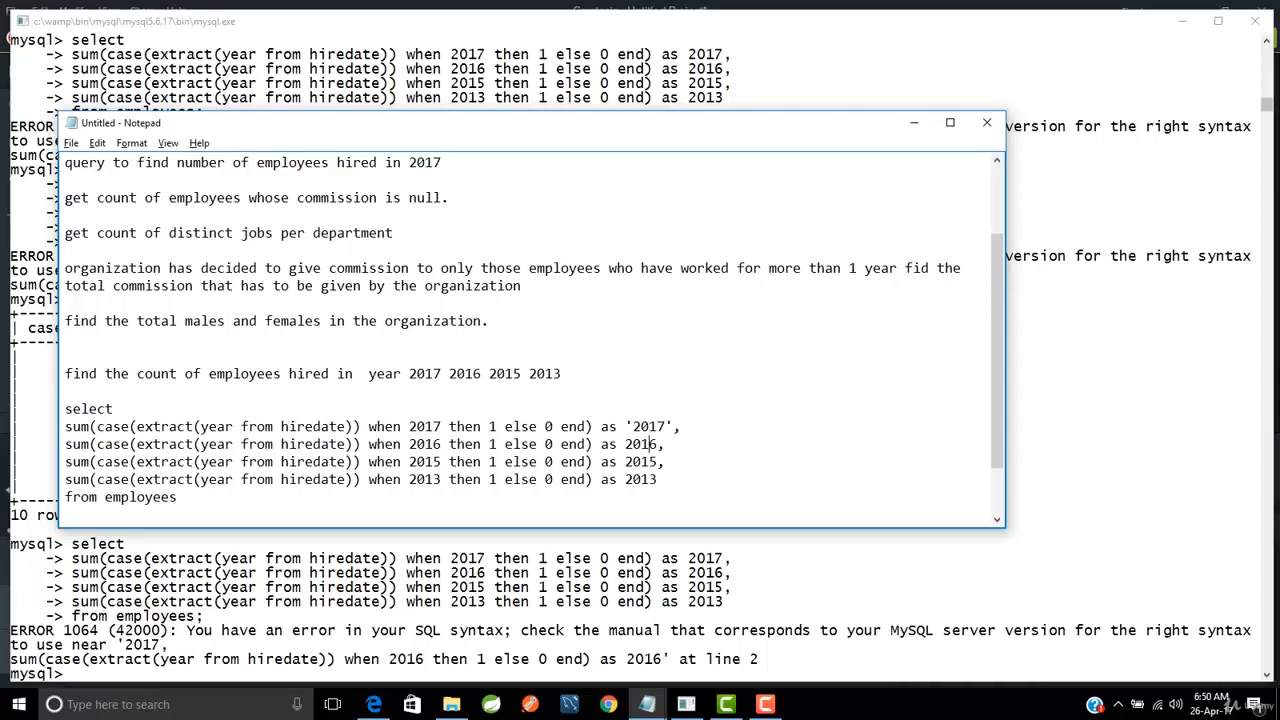 c:\wamp\bin\mysql\mysql5.6.17\bin\mysql.exe
mysql> select
-> sum(case(extract(year from hiredate)) when 2017 then 1 else 0 end) as 2017,
-> sum(case(extract(year from hiredate)) when 2016 then 1 else 0 end) as 2016,
-> sum(case(extract(year from hiredate)) when 2015 then 1 else 0 end) as 2015,
-> sum(case(extract(year from hiredate)) when 2013 then 1 else 0 end) as 2013
ERROR
version for the right syntax
to use
sum(c
mysql>
ERROR
version for the right syntax
to use
sum(c
mysql>
| cas
10 row
Untitled - Notepad
File Edit Format View Help
query to find number of employees hired in 2017
get count of employees whose commission is null.
get count of distinct jobs per department
organization has decided to give commission to only those employees who have worked for more than 1 year fid the
total commission that has to be given by the organization
find the total males and females in the organization.
find the count of employees hired in  year 2017 2016 2015 2013
select
sum(case(extract(year from hiredate)) when 2017 then 1 else 0 end) as '2017',
sum(case(extract(year from hiredate)) when 2016 then 1 else 0 end) as 2016,
sum(case(extract(year from hiredate)) when 2015 then 1 else 0 end) as 2015,
sum(case(extract(year from hiredate)) when 2013 then 1 else 0 end) as 2013
from employees
mysql> select
-> sum(case(extract(year from hiredate)) when 2017 then 1 else 0 end) as 2017,
-> sum(case(extract(year from hiredate)) when 2016 then 1 else 0 end) as 2016,
-> sum(case(extract(year from hiredate)) when 2015 then 1 else 0 end) as 2015,
-> sum(case(extract(year from hiredate)) when 2013 then 1 else 0 end) as 2013
-> from employees;
ERROR 1064 (42000): You have an error in your SQL syntax; check the manual that corresponds to your MySQL server version for the right syntax
to use near '2017,
sum(case(extract(year from hiredate)) when 2016 then 1 else 0 end) as 2016' at line 2
mysql>
Type here to search
6:50 AM
26-Apr-1